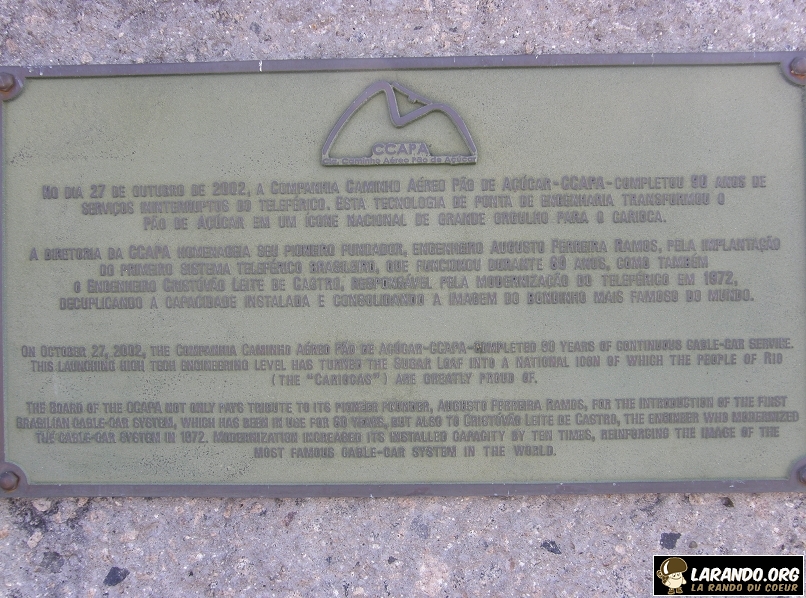 CCAPA
Cia. Caminho Aéreo Pão de Açúcar
NO DIA 27 DE OUTUBRO DE 2002, A COMPANHIA CAMINHO AÉREO PÃO DE AÇÚCAR-CCAPA-COMPLETOU 90 ANOS DE
SERVIÇOS ININTERRUPTOS DO TELEFÉRICO. ESTA TECNOLOGIA DE PONTA DE ENGENHARIA TRANSFORMOU O
PÃO DE AÇÚCAR EM UM ÍCONE NACIONAL DE GRANDE ORGULHO PARA O CARIOCA.
A DIRETORIA DA CCAPA HOMENAGEIA SEU PIONEIRO FUNDADOR, ENGENHEIRO AUGUSTO FERREIRA RAMOS, PELA IMPLANTAÇÃO
DO PRIMEIRO SISTEMA TELEFÉRICO BRASILEIRO, QUE FUNCIONOU DURANTE 60 ANOS, COMO TAMBÉM
O ENGENHEIRO CRISTÓVÃO LEITE DE CASTRO, RESPONSÁVEL PELA MODERNIZAÇÃO DO TELEFÉRICO EM 1972,
DECUPLICANDO A CAPACIDADE INSTALADA E CONSOLIDANDO A IMAGEM DO BONDINHO MAIS FAMOSO DO MUNDO.
ON OCTOBER 27, 2002, THE COMPANHIA CAMINHO AÉREO PÃO DE AÇÚCAR-CCAPA-COMPLETED 90 YEARS OF CONTINUOUS CABLE-CAR SERVICE.
THIS LAUNCHING HIGH TECH ENGINEERING LEVEL HAS TURNED THE SUGAR LOAF INTO A NATIONAL ICON OF WHICH THE PEOPLE OF RIO
(THE "CARIOCAS") ARE GREATLY PROUD OF.
THE BOARD OF THE CCAPA NOT ONLY PAYS TRIBUTE TO ITS PIONEER FOUNDER, AUGUSTO FERREIRA RAMOS, FOR THE INTRODUCTION OF THE FIRST
BRASILIAN CABLE-CAR SYSTEM, WHICH HAS BEEN IN USE FOR 60 YEARS, BUT ALSO TO CRISTÓVÃO LEITE DE CASTRO, THE ENGINEER WHO MODERNIZED
THE CABLE-CAR SYSTEM IN 1972. MODERNIZATION INCREASED ITS INSTALLED CAPACITY BY TEN TIMES, REINFORCING THE IMAGE OF THE
MOST FAMOUS CABLE-CAR SYSTEM IN THE WORLD.
LARANDO.ORG
LA RANDO DU COEUR